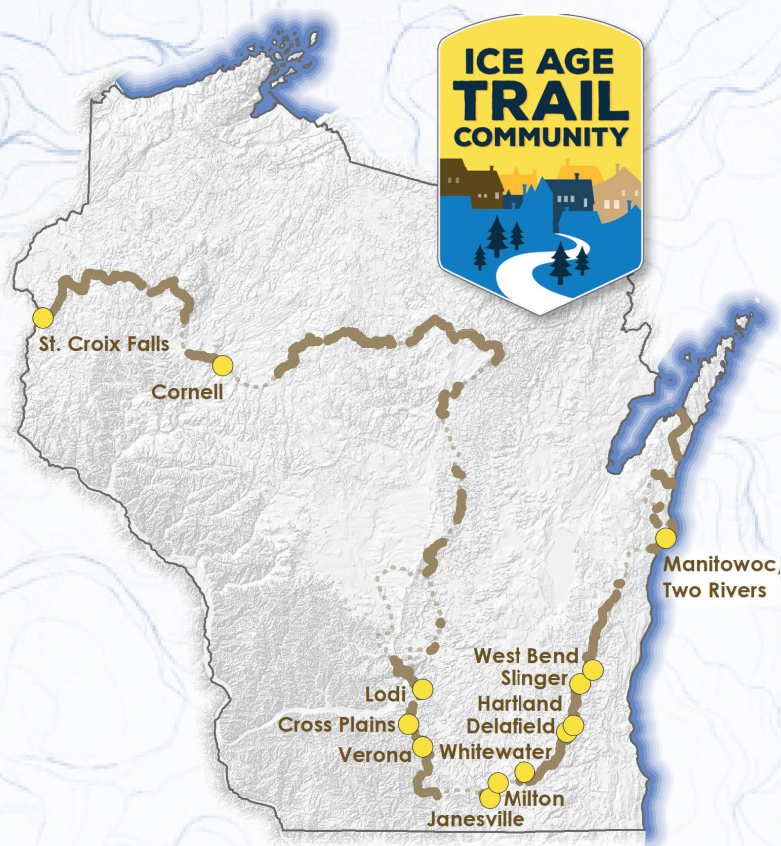 ICE AGE
TRAIL
COMMUNITY
St. Croix Falls
Cornell
Manitowoc,
Two Rivers
West Bend
Slinger
Lodi
Hartland
Cross Plains
Delafield
Verona
Whitewater
Milton
Janesville